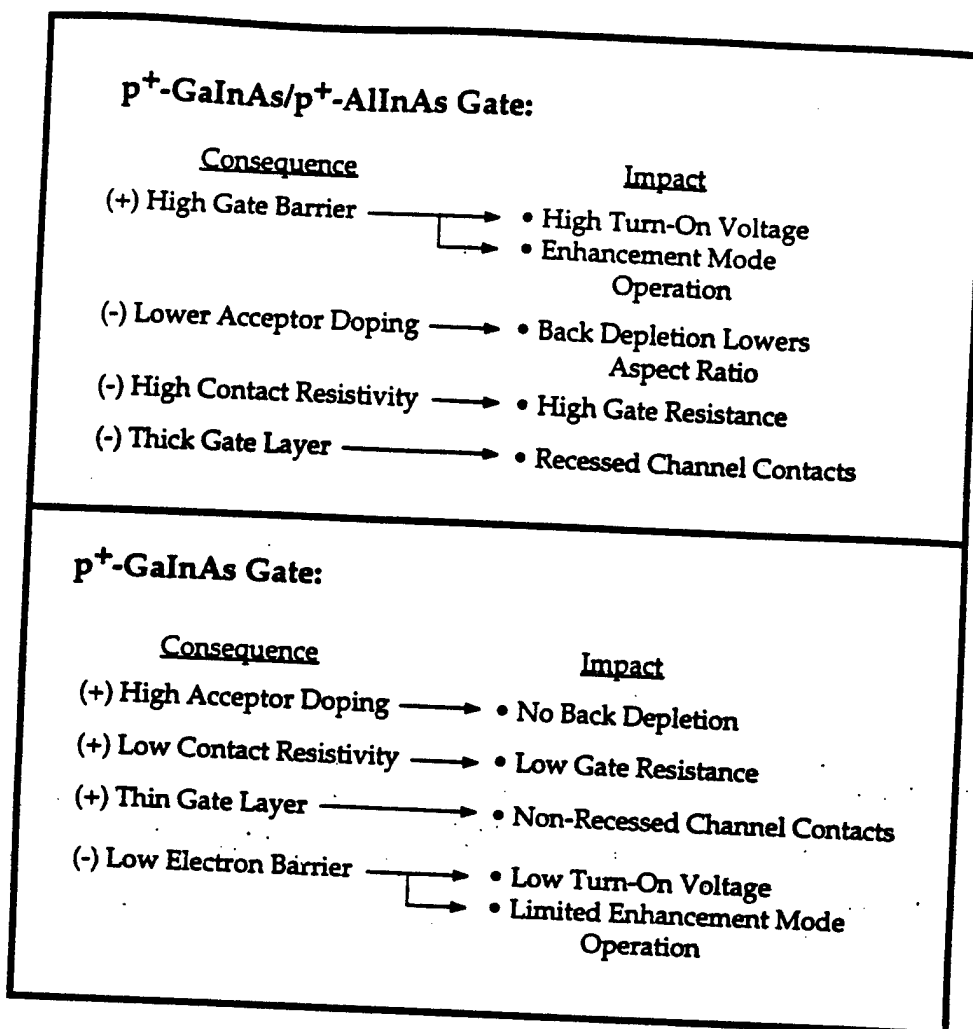 p+-GaInAs/p+-AlInAs Gate:
Consequence Impact
(+) High Gate Barrier • High Turn-On Voltage
• Enhancement Mode
Operation
(-) Lower Acceptor Doping • Back Depletion Lowers
Aspect Ratio
(-) High Contact Resistivity • High Gate Resistance
(-) Thick Gate Layer • Recessed Channel Contacts
p+-GaInAs Gate:
Consequence Impact
(+) High Acceptor Doping • No Back Depletion
(+) Low Contact Resistivity • Low Gate Resistance
(+) Thin Gate Layer • Non-Recessed Channel Contacts
(-) Low Electron Barrier • Low Turn-On Voltage
• Limited Enhancement Mode
Operation